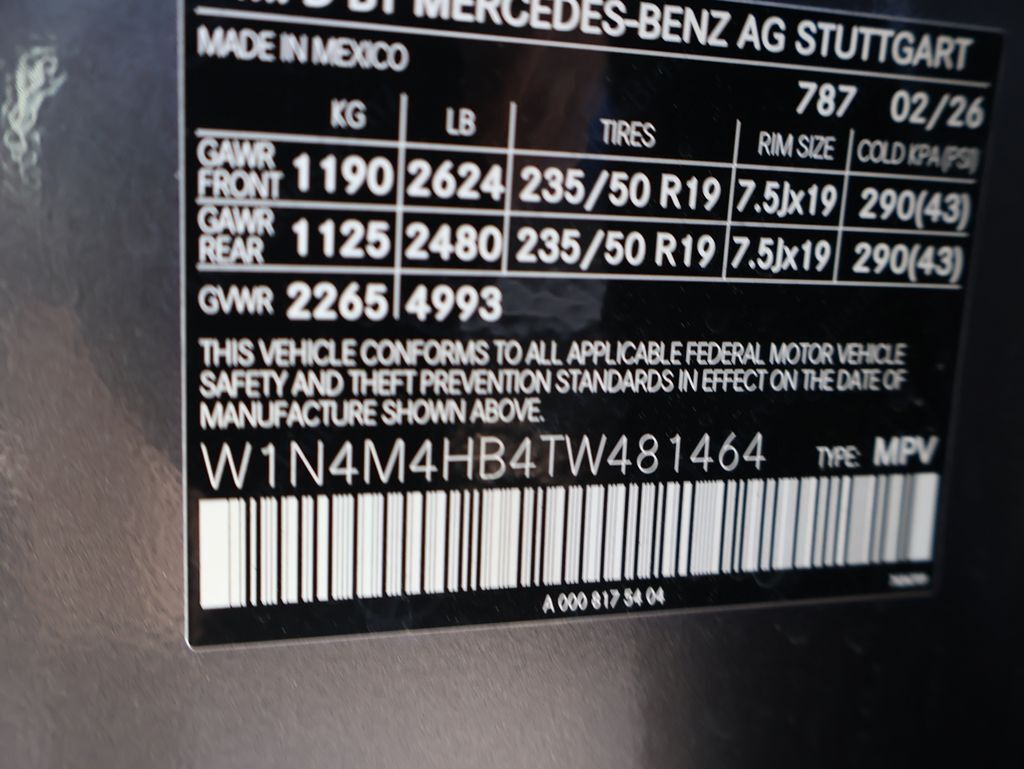 BY MERCEDES-BENZ AG STUTTGART
MADE IN MEXICO
787 02/26
KG LB TIRES RIM SIZE COLD KPA(PSI)
GAWR FRONT 1190 2624 235/50 R19 7.5Jx19 290(43)
GAWR REAR 1125 2480 235/50 R19 7.5Jx19 290(43)
GVWR 2265 4993
THIS VEHICLE CONFORMS TO ALL APPLICABLE FEDERAL MOTOR VEHICLE
SAFETY AND THEFT PREVENTION STANDARDS IN EFFECT ON THE DATE OF
MANUFACTURE SHOWN ABOVE.
W1N4M4HB4TW481464 TYPE: MPV
A 000 817 54 04